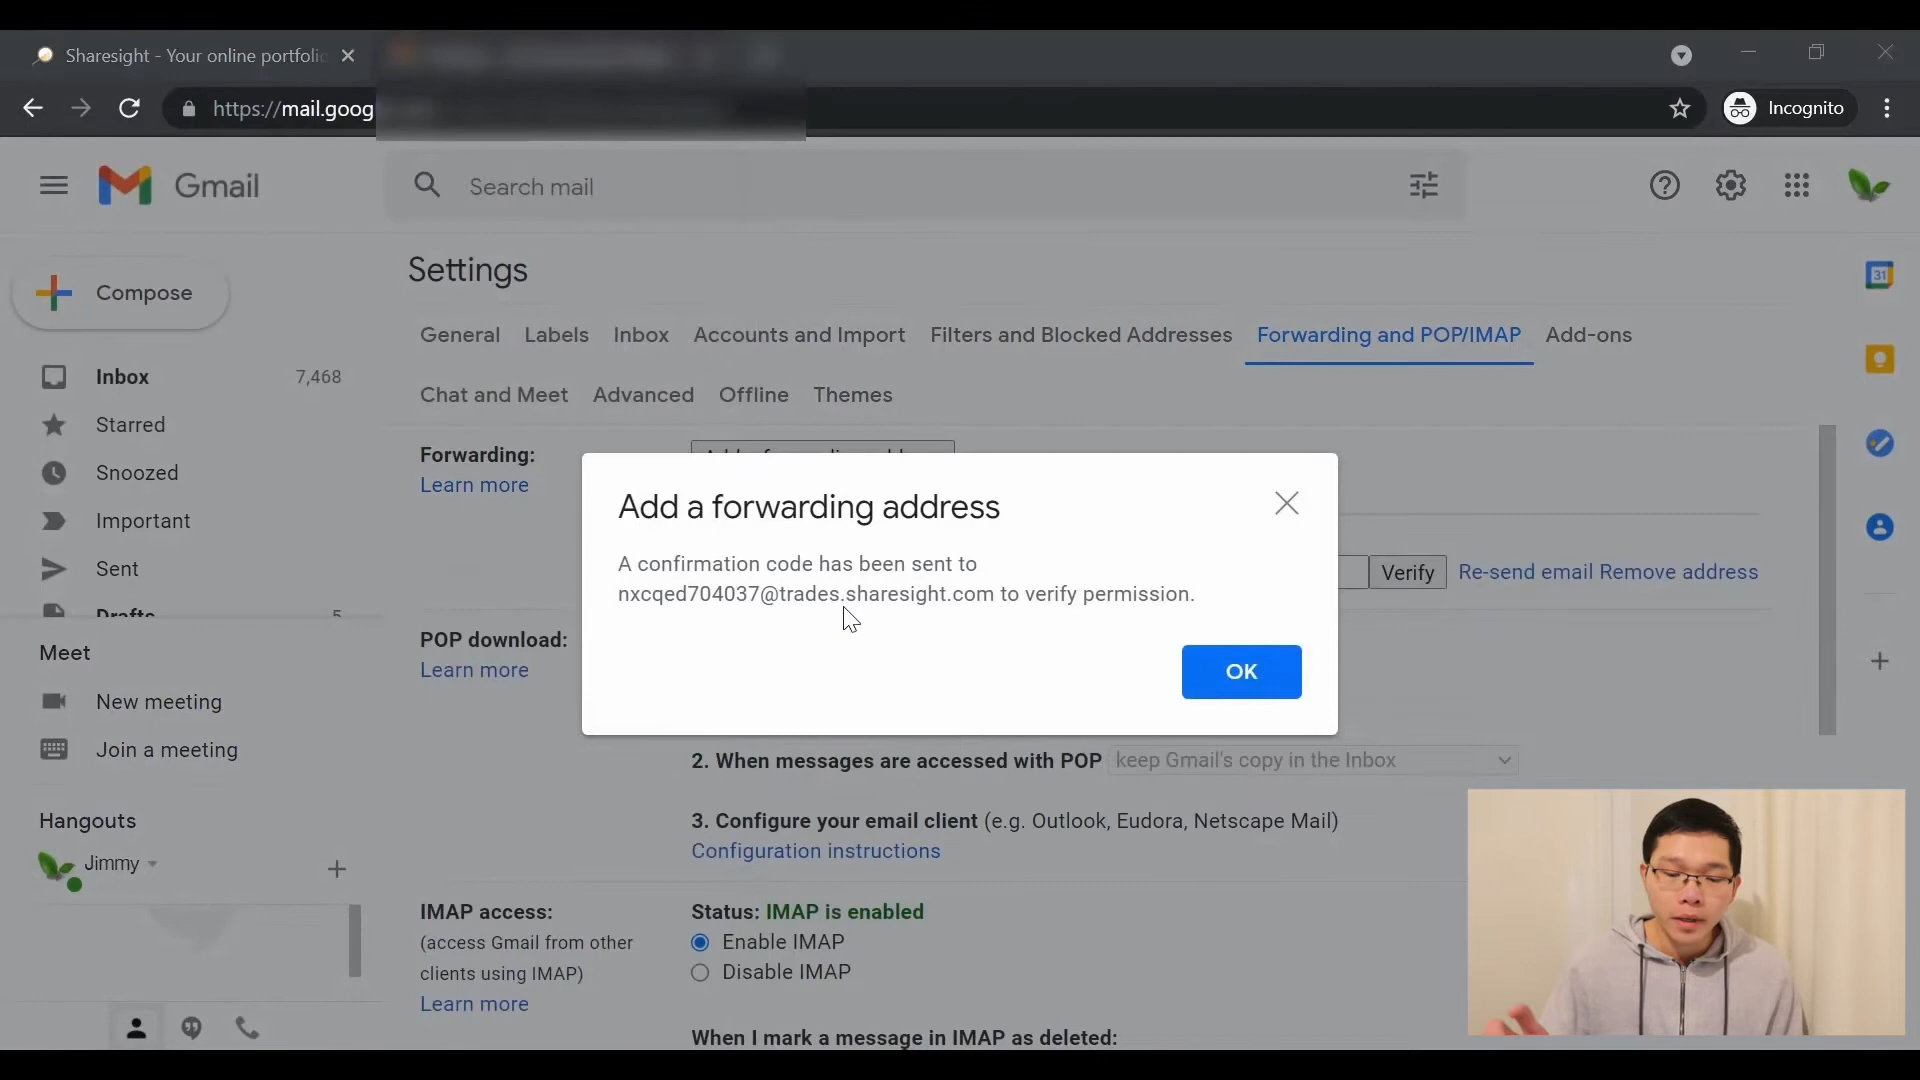 Sharesight - Your online portfolio
https://mail.goog
Incognito
Gmail
Search mail
31
Compose
Settings
General Labels Inbox Accounts and Import Filters and Blocked Addresses Forwarding and POP/IMAP Add-ons
Chat and Meet Advanced Offline Themes
Inbox 7,468
Starred
Snoozed
Important
Sent
Drafts 5
Meet
New meeting
Join a meeting
Hangouts
Jimmy
Forwarding:
Learn more
Add a forwarding address
A confirmation code has been sent to
nxcqed704037@trades.sharesight.com to verify permission.
OK
Verify Re-send email Remove address
POP download:
Learn more
2. When messages are accessed with POP keep Gmail's copy in the Inbox
3. Configure your email client (e.g. Outlook, Eudora, Netscape Mail)
Configuration instructions
IMAP access:
(access Gmail from other
clients using IMAP)
Learn more
Status: IMAP is enabled
Enable IMAP
Disable IMAP
When I mark a message in IMAP as deleted: